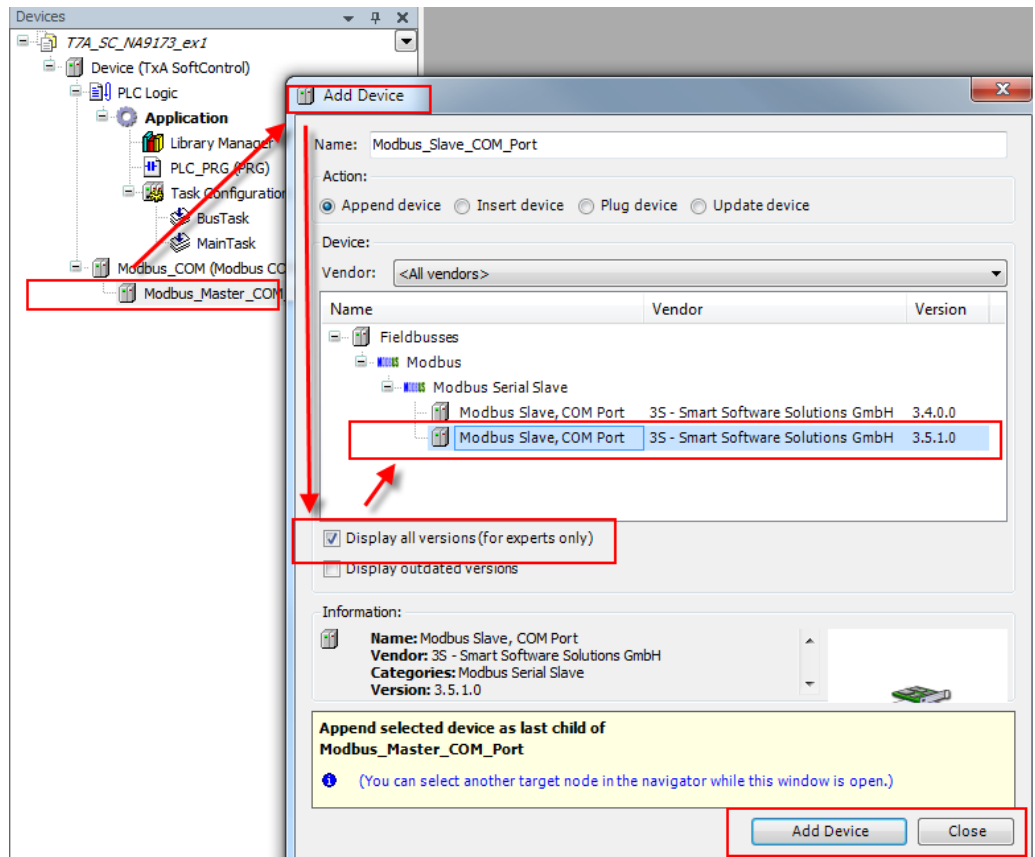 Devices
T7A_SC_NA9173_ex1
Device (TxA SoftControl)
PLC Logic
Application
Library Manager
PLC_PRG (PRG)
Task Configuration
BusTask
MainTask
Modbus_COM (Modbus CO
Modbus_Master_COM_
Add Device
Name: Modbus_Slave_COM_Port
Action:
Append device Insert device Plug device Update device
Device:
Vendor: <All vendors>
Name Vendor Version
Fieldbusses
MODBUS Modbus
MODBUS Modbus Serial Slave
Modbus Slave, COM Port 3S - Smart Software Solutions GmbH 3.4.0.0
Modbus Slave, COM Port 3S - Smart Software Solutions GmbH 3.5.1.0
Display all versions (for experts only)
Display outdated versions
Information:
Name: Modbus Slave, COM Port
Vendor: 3S - Smart Software Solutions GmbH
Categories: Modbus Serial Slave
Version: 3.5.1.0
Append selected device as last child of
Modbus_Master_COM_Port
(You can select another target node in the navigator while this window is open.)
Add Device Close